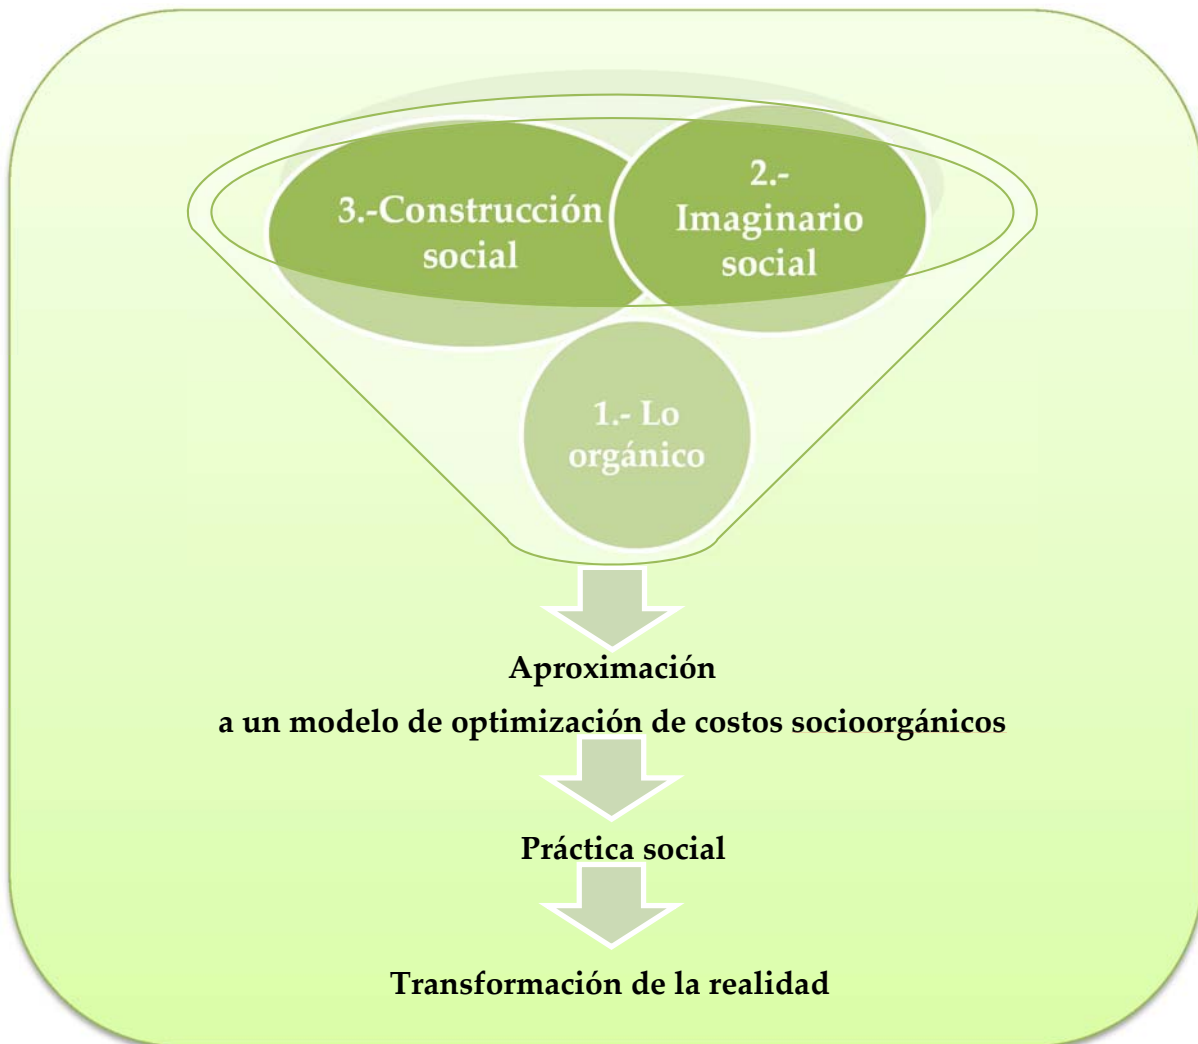 3.-Construcción
social
2.-
Imaginario
social
1.- Lo
orgánico
Aproximación
a un modelo de optimización de costos socioorgánicos
Práctica social
Transformación de la realidad